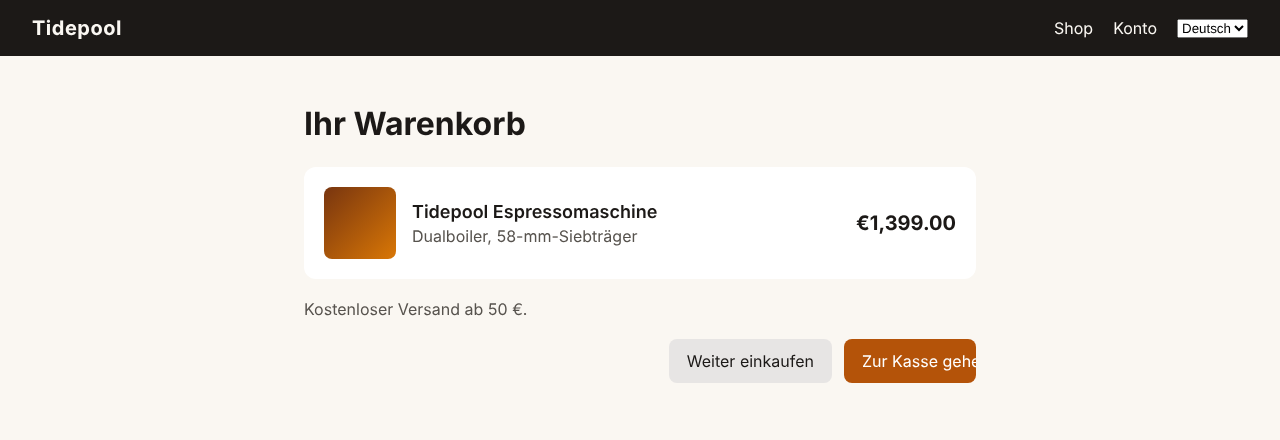 Tidepool
Shop Konto Deutsch
Ihr Warenkorb
Tidepool Espressomaschine
Dualboiler, 58-mm-Siebträger
€1,399.00
Kostenloser Versand ab 50 €.
Weiter einkaufen
Zur Kasse gehe